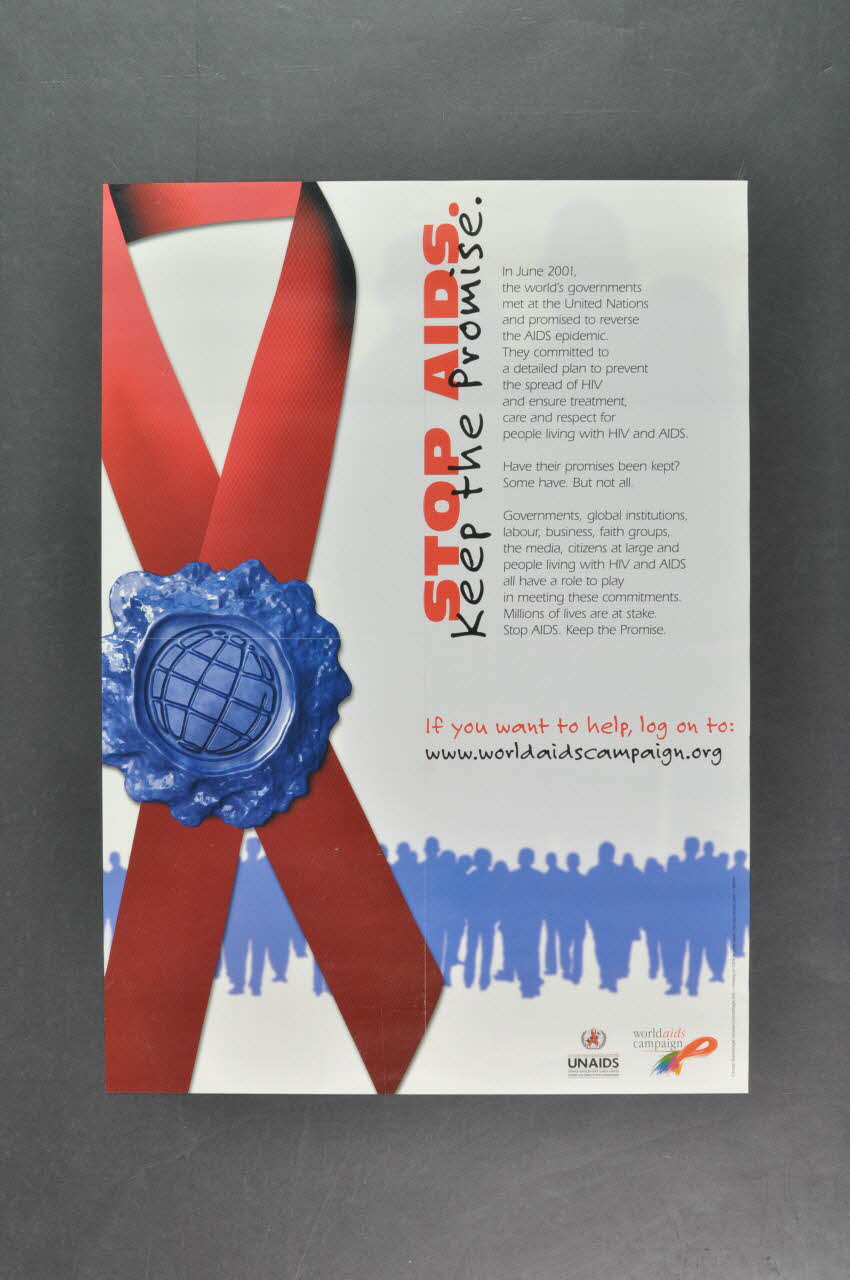 STOP AIDS.
Keep the Promise.
In June 2001,
the world's governments
met at the United Nations
and promised to reverse
the AIDS epidemic.
They committed to
a detailed plan to prevent
the spread of HIV
and ensure treatment,
care and respect for
people living with HIV and AIDS.
Have their promises been kept?
Some have. But not all.
Governments, global institutions,
labour, business, faith groups,
the media, citizens at large and
people living with HIV and AIDS
all have a role to play
in meeting these commitments.
Millions of lives are at stake.
Stop AIDS. Keep the Promise.
If you want to help, log on to:
www.worldaidscampaign.org
UNAIDS
worldaids
campaign